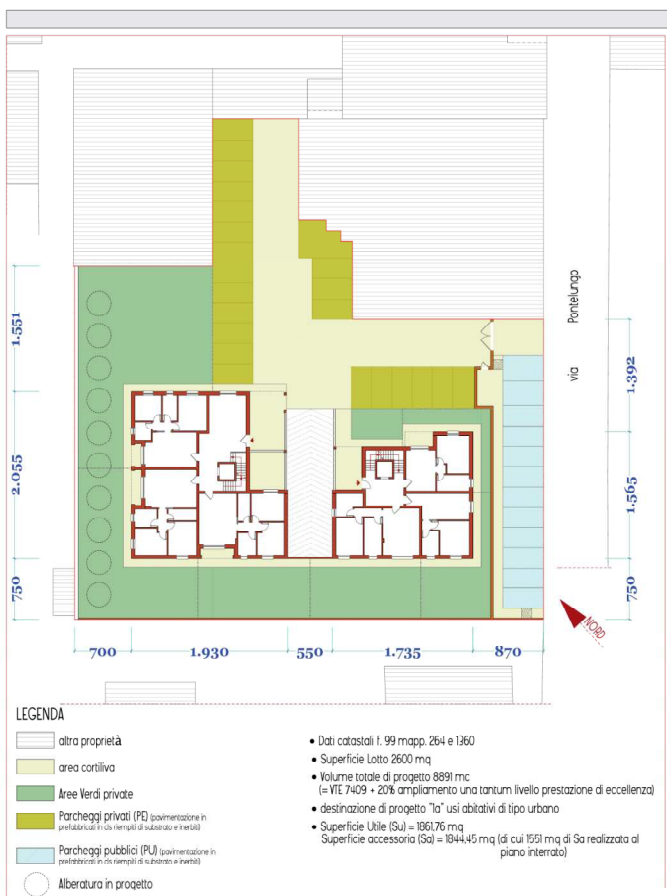 via Pontelungo
1.551
2.055
750
1.392
1.565
750
NORD
700 1.930 550 1.735 870
LEGENDA
altra proprietà
area cortiliva
Aree Verdi private
Parcheggi privati (PE) (pavimentazione in
prefabbricati in cls riempiti di substrato e inerbiti)
Parcheggi pubblici (PU) (pavimentazione in
prefabbricati in cls riempiti di substrato e inerbiti)
Alberatura in progetto
• Dati catastali f. 99 mapp. 264 e 1360
• Superficie Lotto 2600 mq
• Volume totale di progetto 8891 mc
(= VTE 7409 + 20% ampliamento una tantum livello prestazione di eccellenza)
• destinazione di progetto "1a" usi abitativi di tipo urbano
• Superficie Utile (Su) = 1861,76 mq
Superficie accessoria (Sa) = 1844,45 mq (di cui 1551 mq di Sa realizzata al
piano interrato)